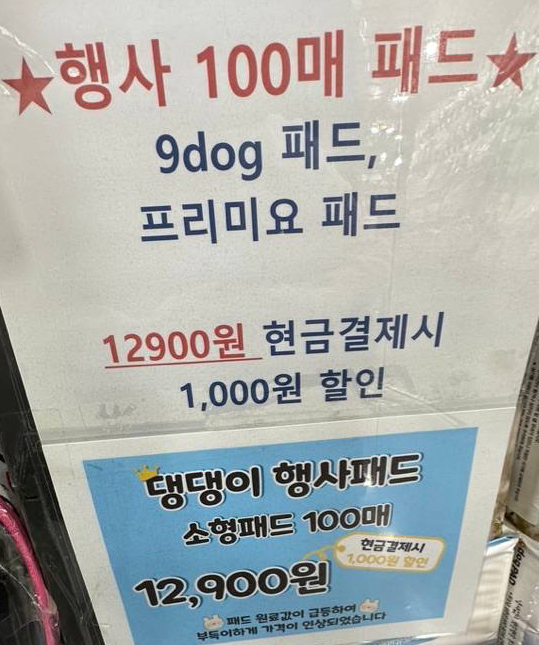 ★행사 100매 패드★
9dog 패드,
프리미요 패드
12900원 현금결제시
1,000원 할인
댕댕이 행사패드
소형패드 100매
현금결제시
1,000원 할인
12,900원
패드 원료값이 급등하여
부득이하게 가격이 인상되었습니다